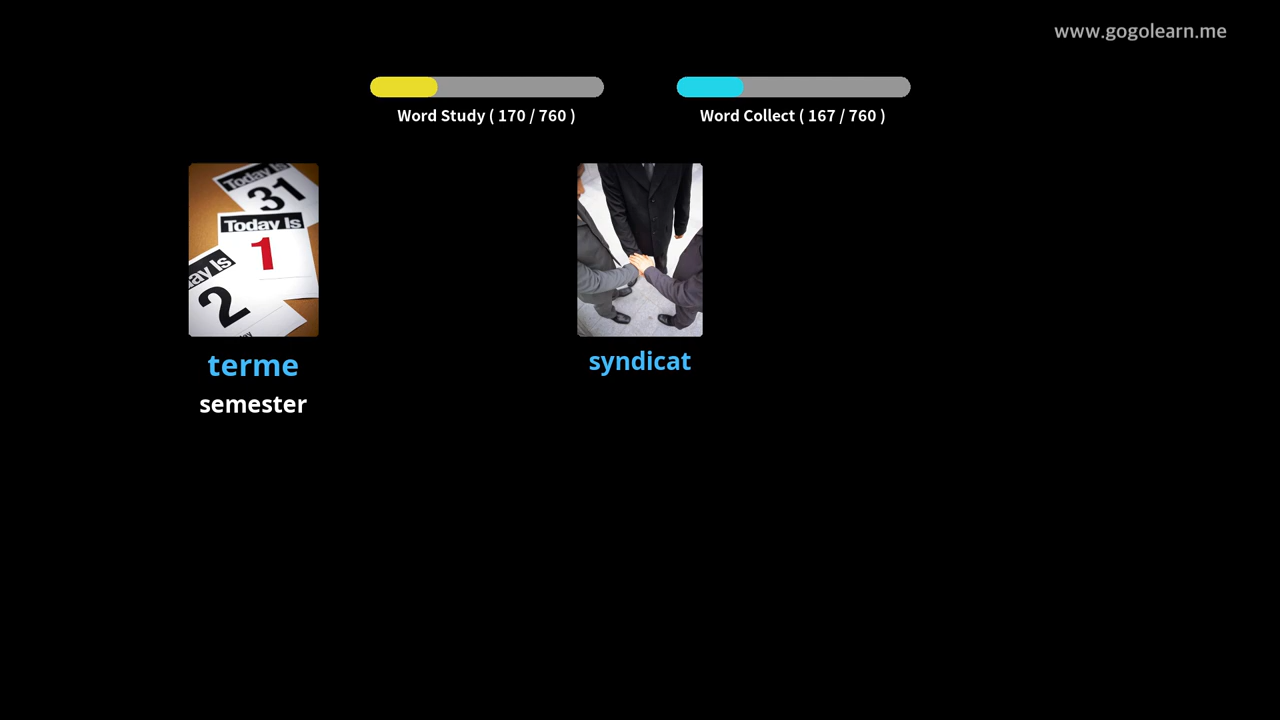 www.gogolearn.me
Word Study ( 170 / 760 )
Word Collect ( 167 / 760 )
Today Is
31
Today Is
1
ay Is
2
terme
semester
syndicat